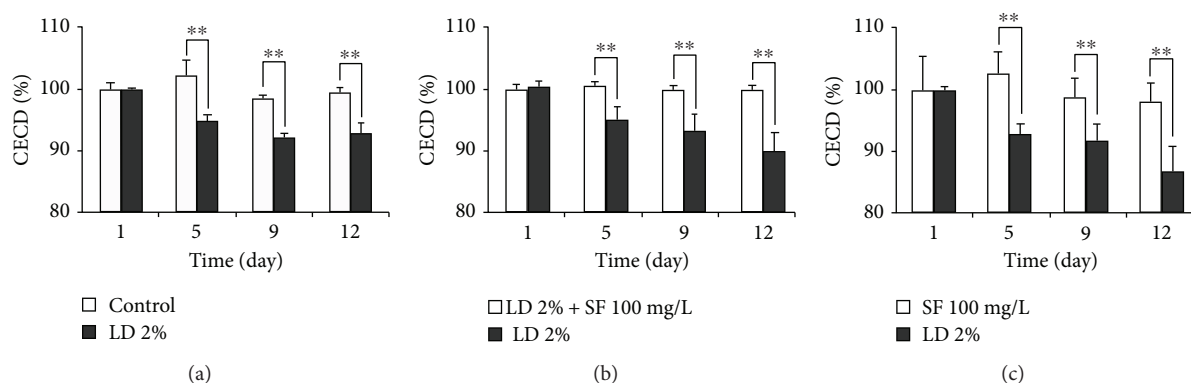 110
100
90
80
CECD (%)
**
**
**
1
5
9
12
Time (day)
Control
LD 2%
(a)
110
100
90
80
CECD (%)
**
**
**
1
5
9
12
Time (day)
LD 2% + SF 100 mg/L
LD 2%
(b)
110
100
90
80
CECD (%)
**
**
**
1
5
9
12
Time (day)
SF 100 mg/L
LD 2%
(c)